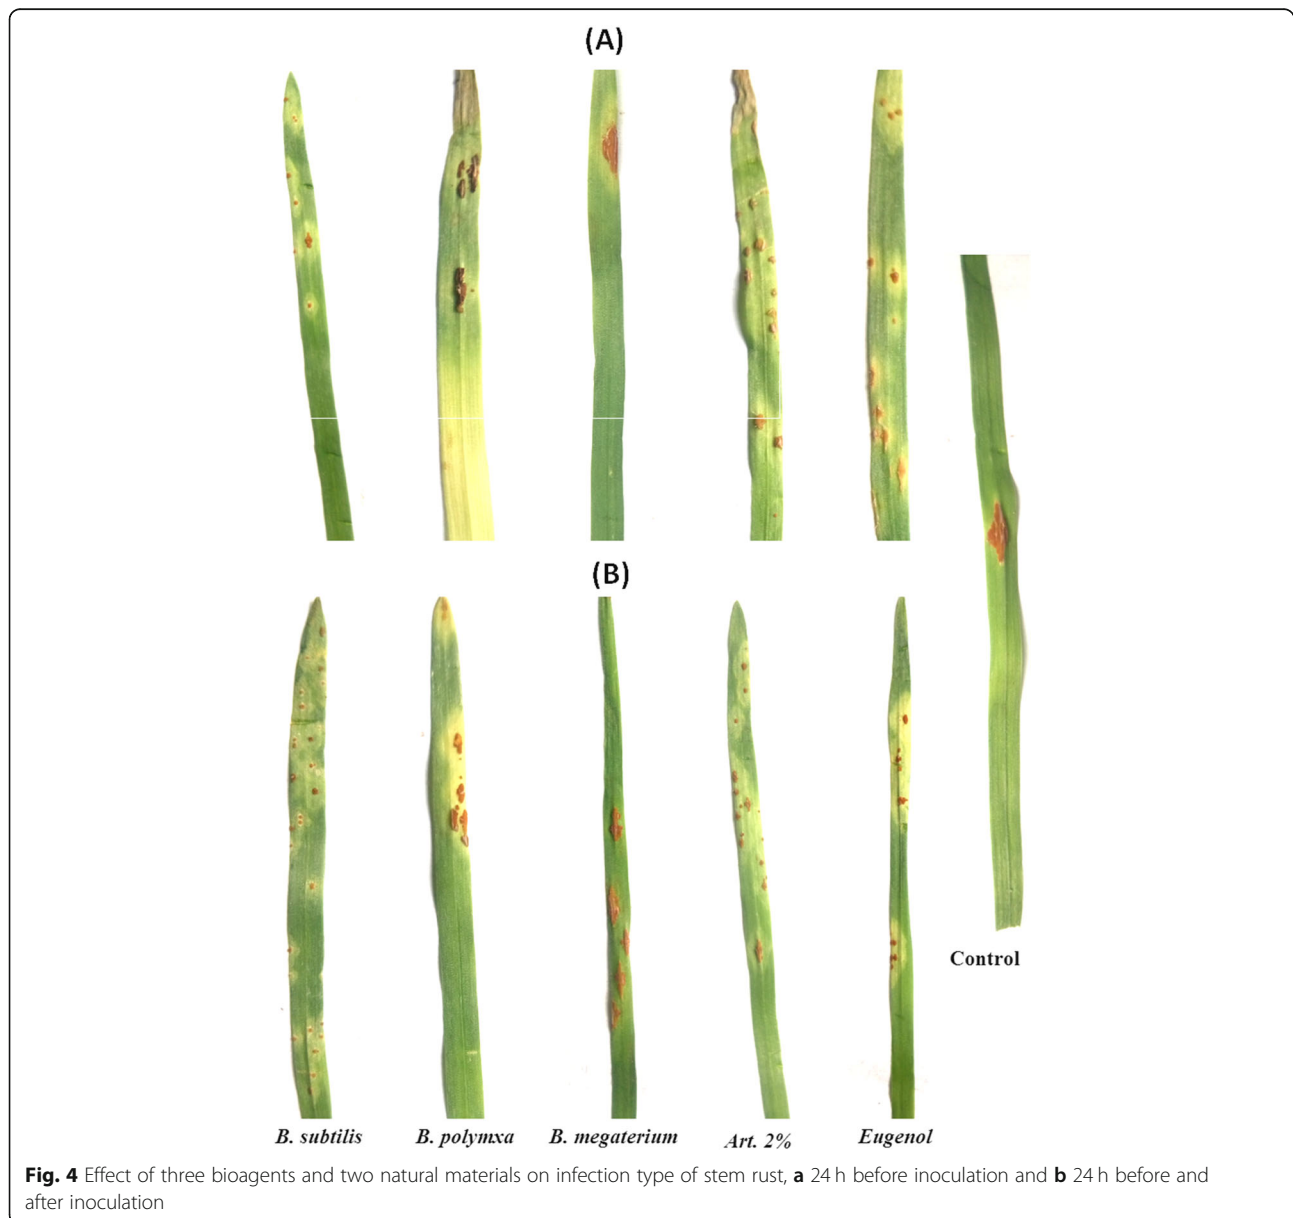 (A)
(B)
Control
B. subtilis B. polymxa B. megaterium Art. 2% Eugenol
Fig. 4 Effect of three bioagents and two natural materials on infection type of stem rust, a 24 h before inoculation and b 24 h before and
after inoculation